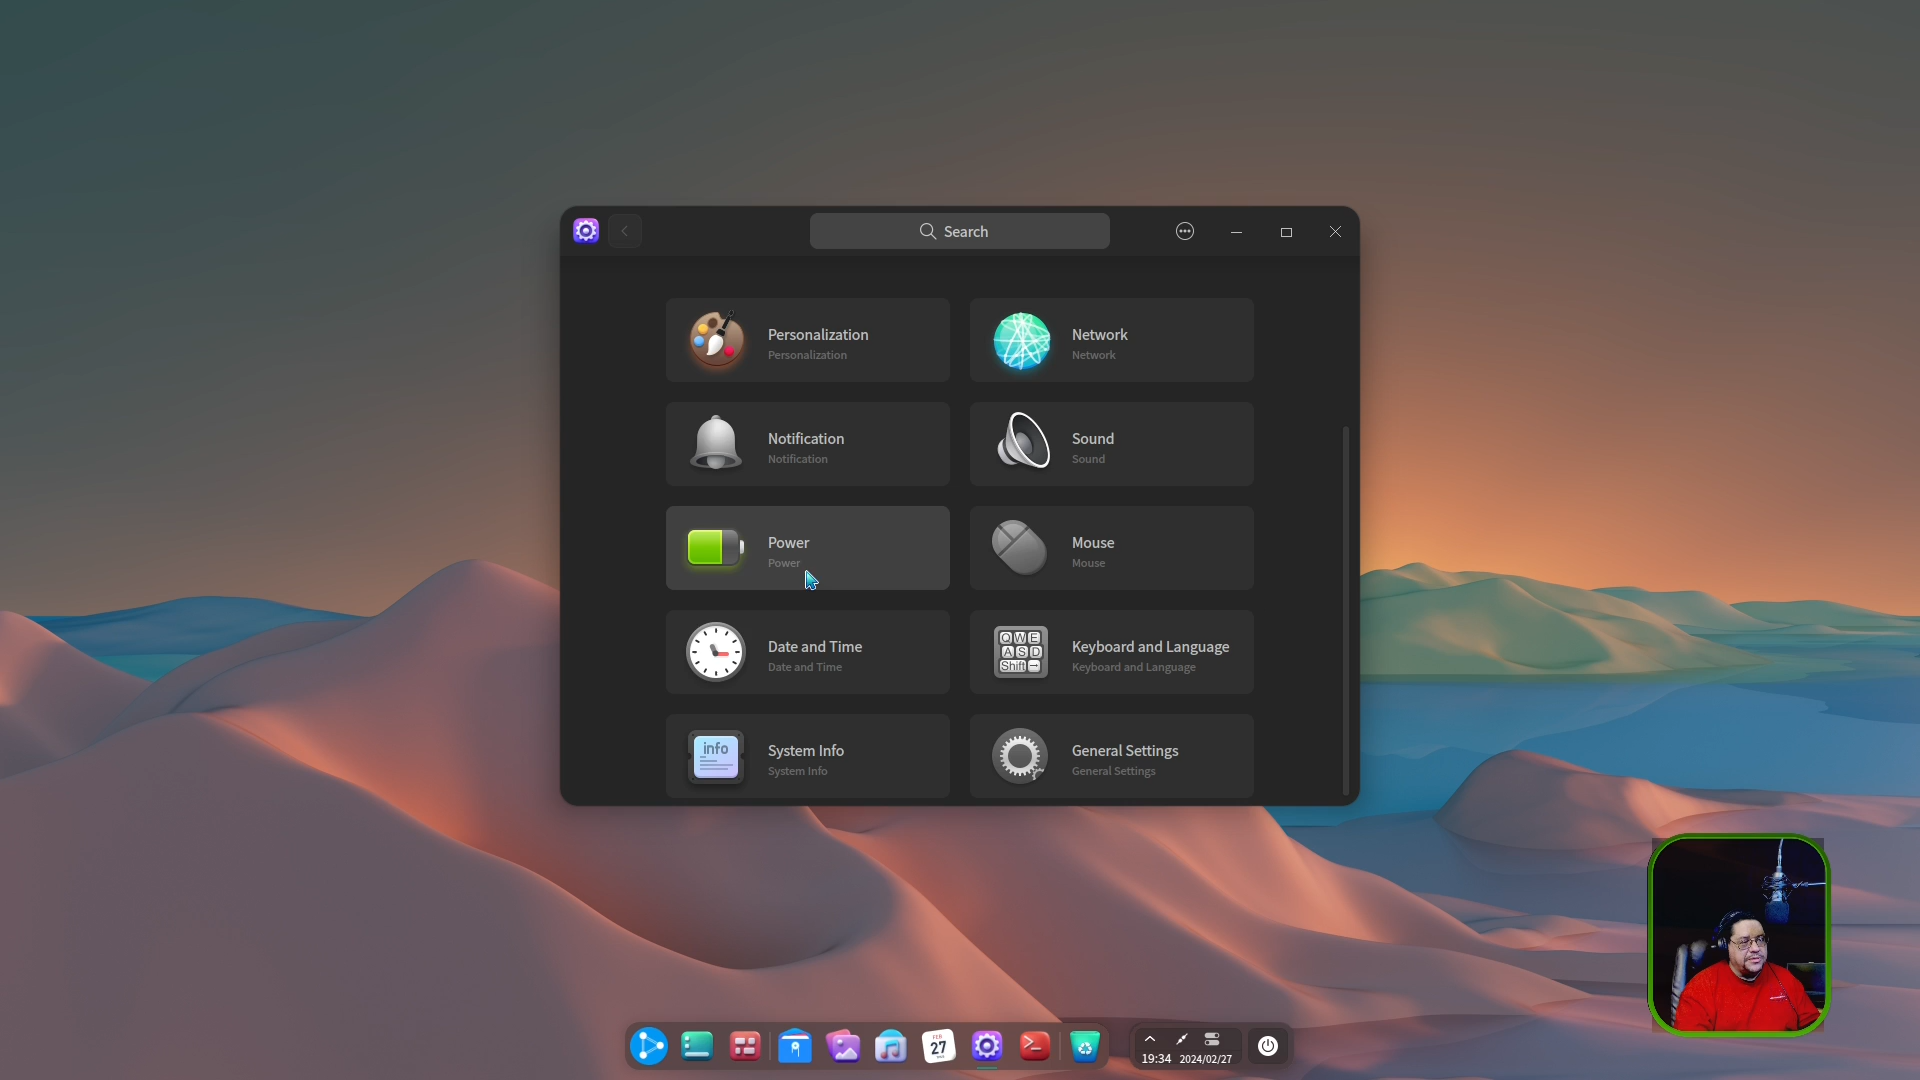 Search
Personalization
Personalization
Network
Network
Notification
Notification
Sound
Sound
Power
Power
Mouse
Mouse
Date and Time
Date and Time
Keyboard and Language
Keyboard and Language
QWE
ASD
Shift
info
System Info
System Info
General Settings
General Settings
FEB
27
19:34 2024/02/27